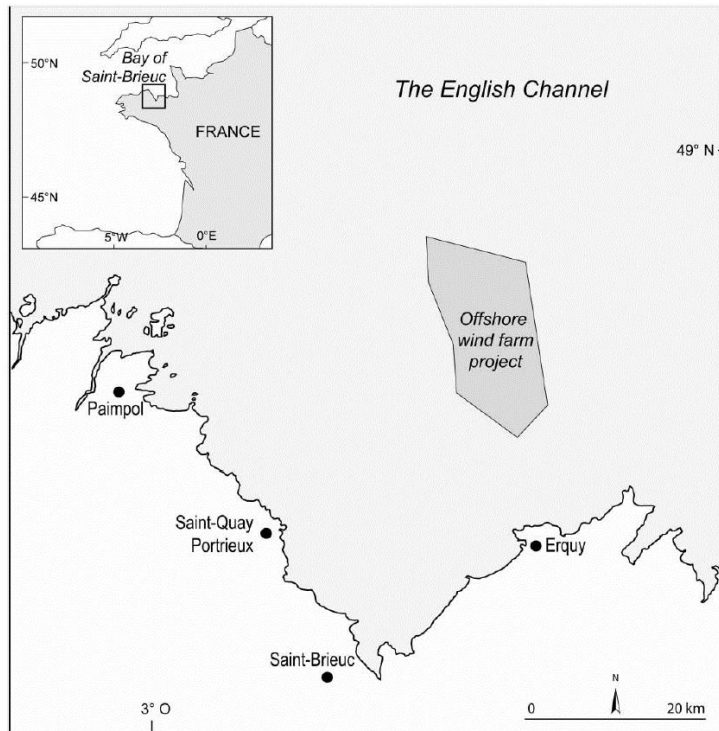 50°N
Bay of
Saint-Brieuc
FRANCE
45°N
5°W
0°E
The English Channel
49° N
Offshore
wind farm
project
Paimpol
Saint-Quay
Portrieux
Erquy
Saint-Brieuc
3° O
N
0
20 km